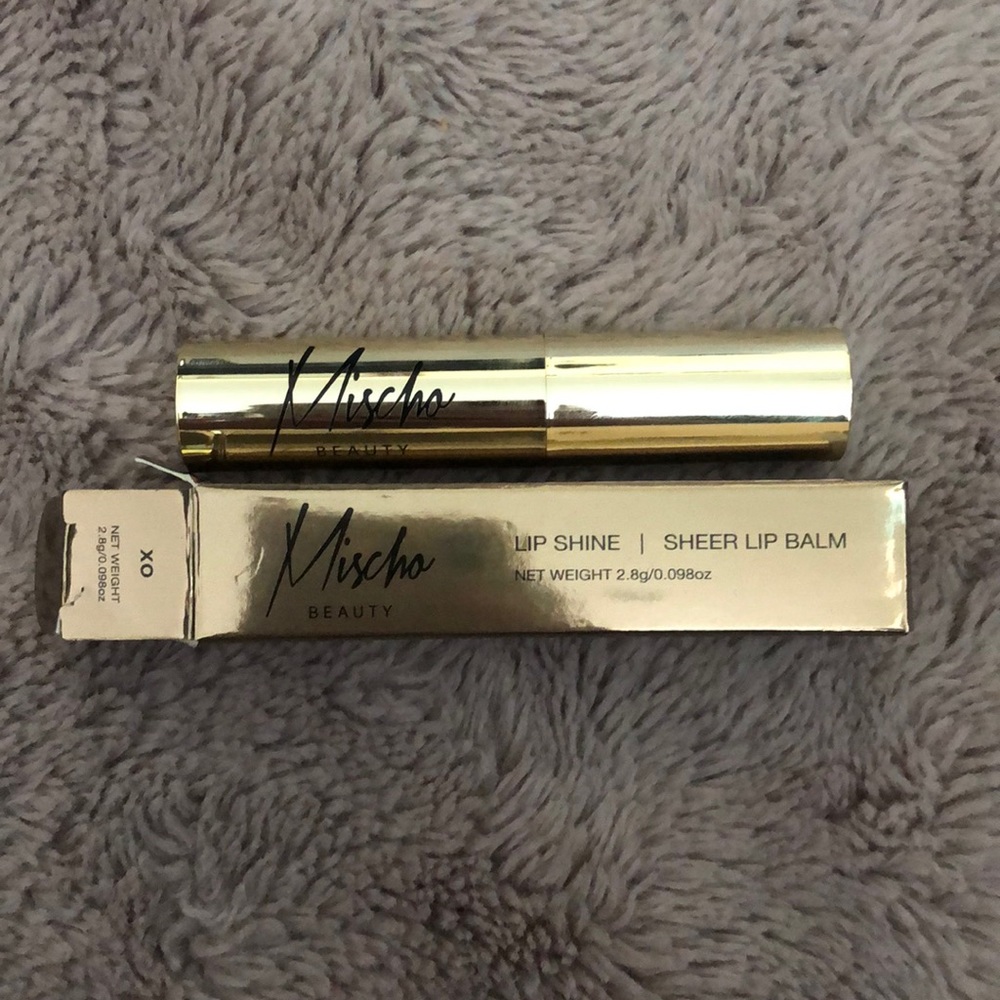 Mischo
BEAUTY
Mischo
BEAUTY
LIP SHINE | SHEER LIP BALM
NET WEIGHT 2.8g/0.098oz
XO
NET WEIGHT
2.8g/0.098oz